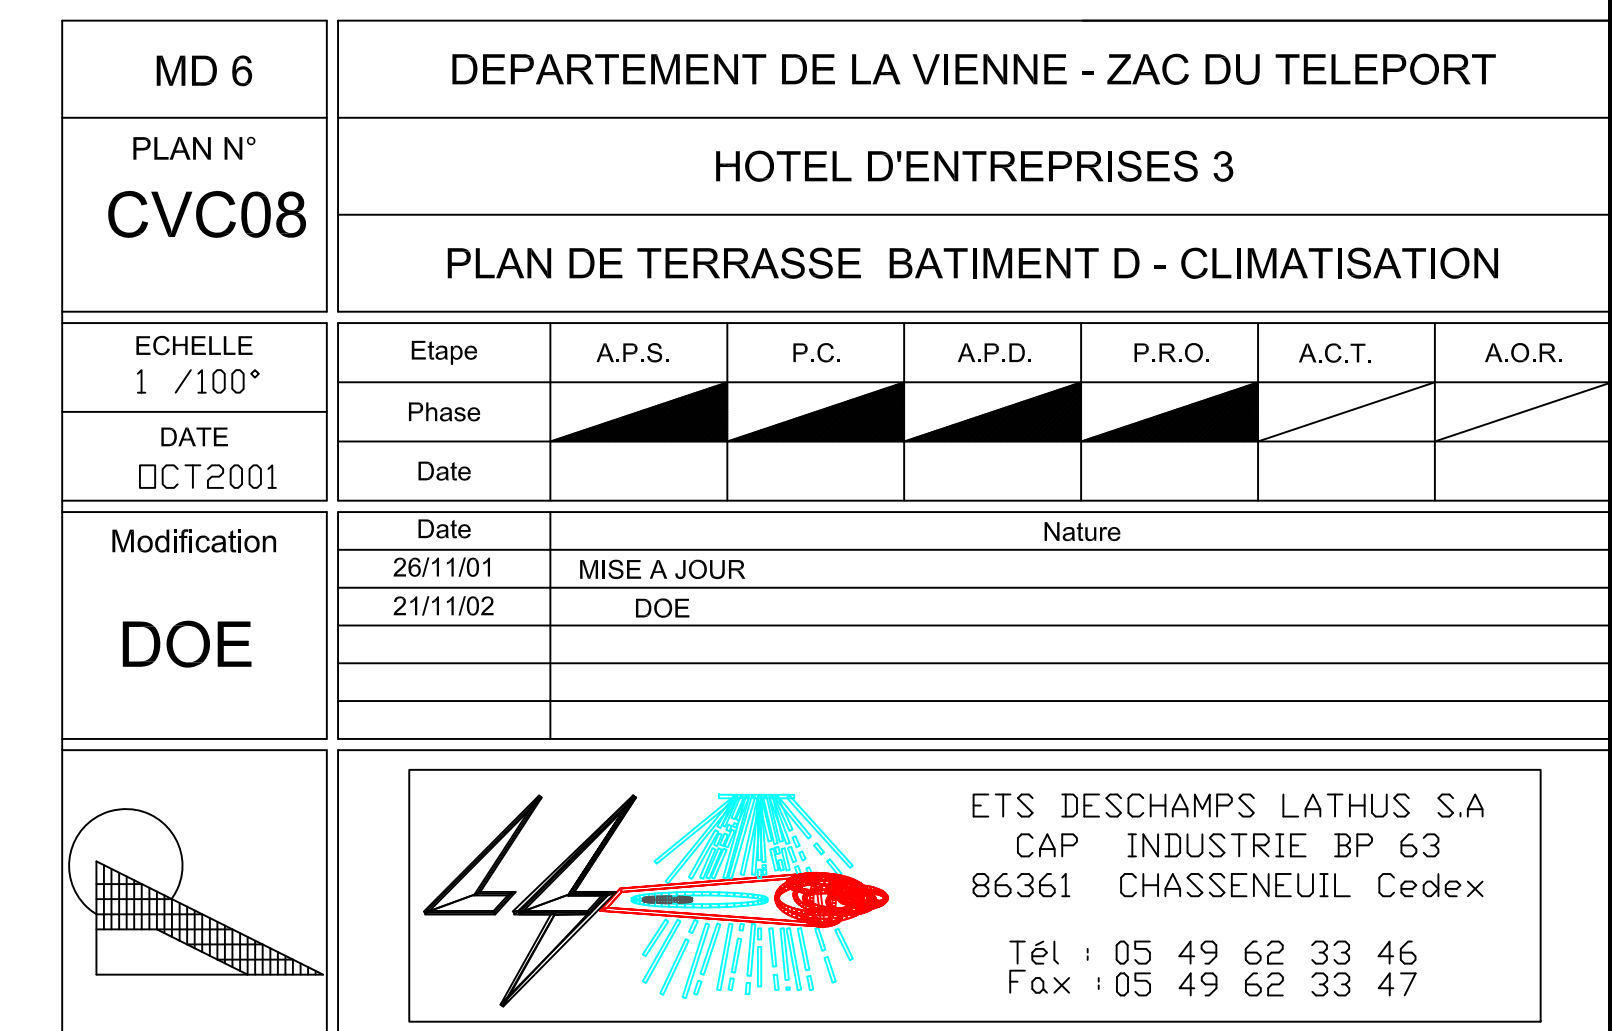 MD 6
DEPARTEMENT DE LA VIENNE - ZAC DU TELEPORT
PLAN N°
CVC08
HOTEL D'ENTREPRISES 3
PLAN DE TERRASSE  BATIMENT D - CLIMATISATION
ECHELLE
1 /100°
DATE
OCT2001
Etape A.P.S. P.C. A.P.D. P.R.O. A.C.T. A.O.R.
Phase
Date
Modification
DOE
Date Nature
26/11/01 MISE A JOUR
21/11/02 DOE
ETS DESCHAMPS LATHUS S.A
CAP INDUSTRIE BP 63
86361 CHASSENEUIL Cedex
Tél : 05 49 62 33 46
Fax : 05 49 62 33 47